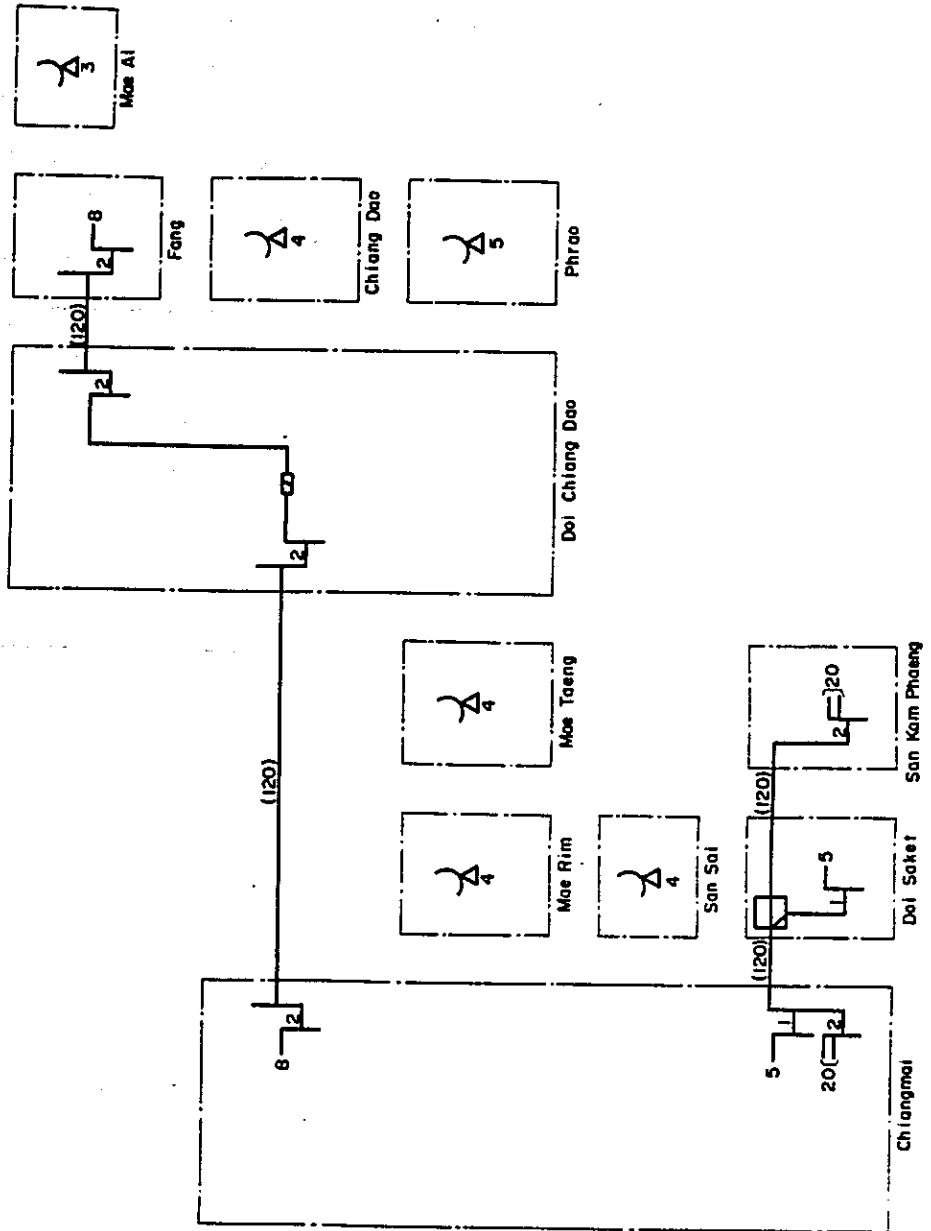 (120)
3
8
2
2
Mae Ai
Fang
(120)
8
2
2
4
Chiang Dao
4
4
5
Mae Rim
Mae Taeng
Doi Chiang Dao
Phrao
4
San Sai
(120)
(120)
5
1
20
2
1
5
2
20
Chiangmai
Doi Saket
San Kam Phaeng